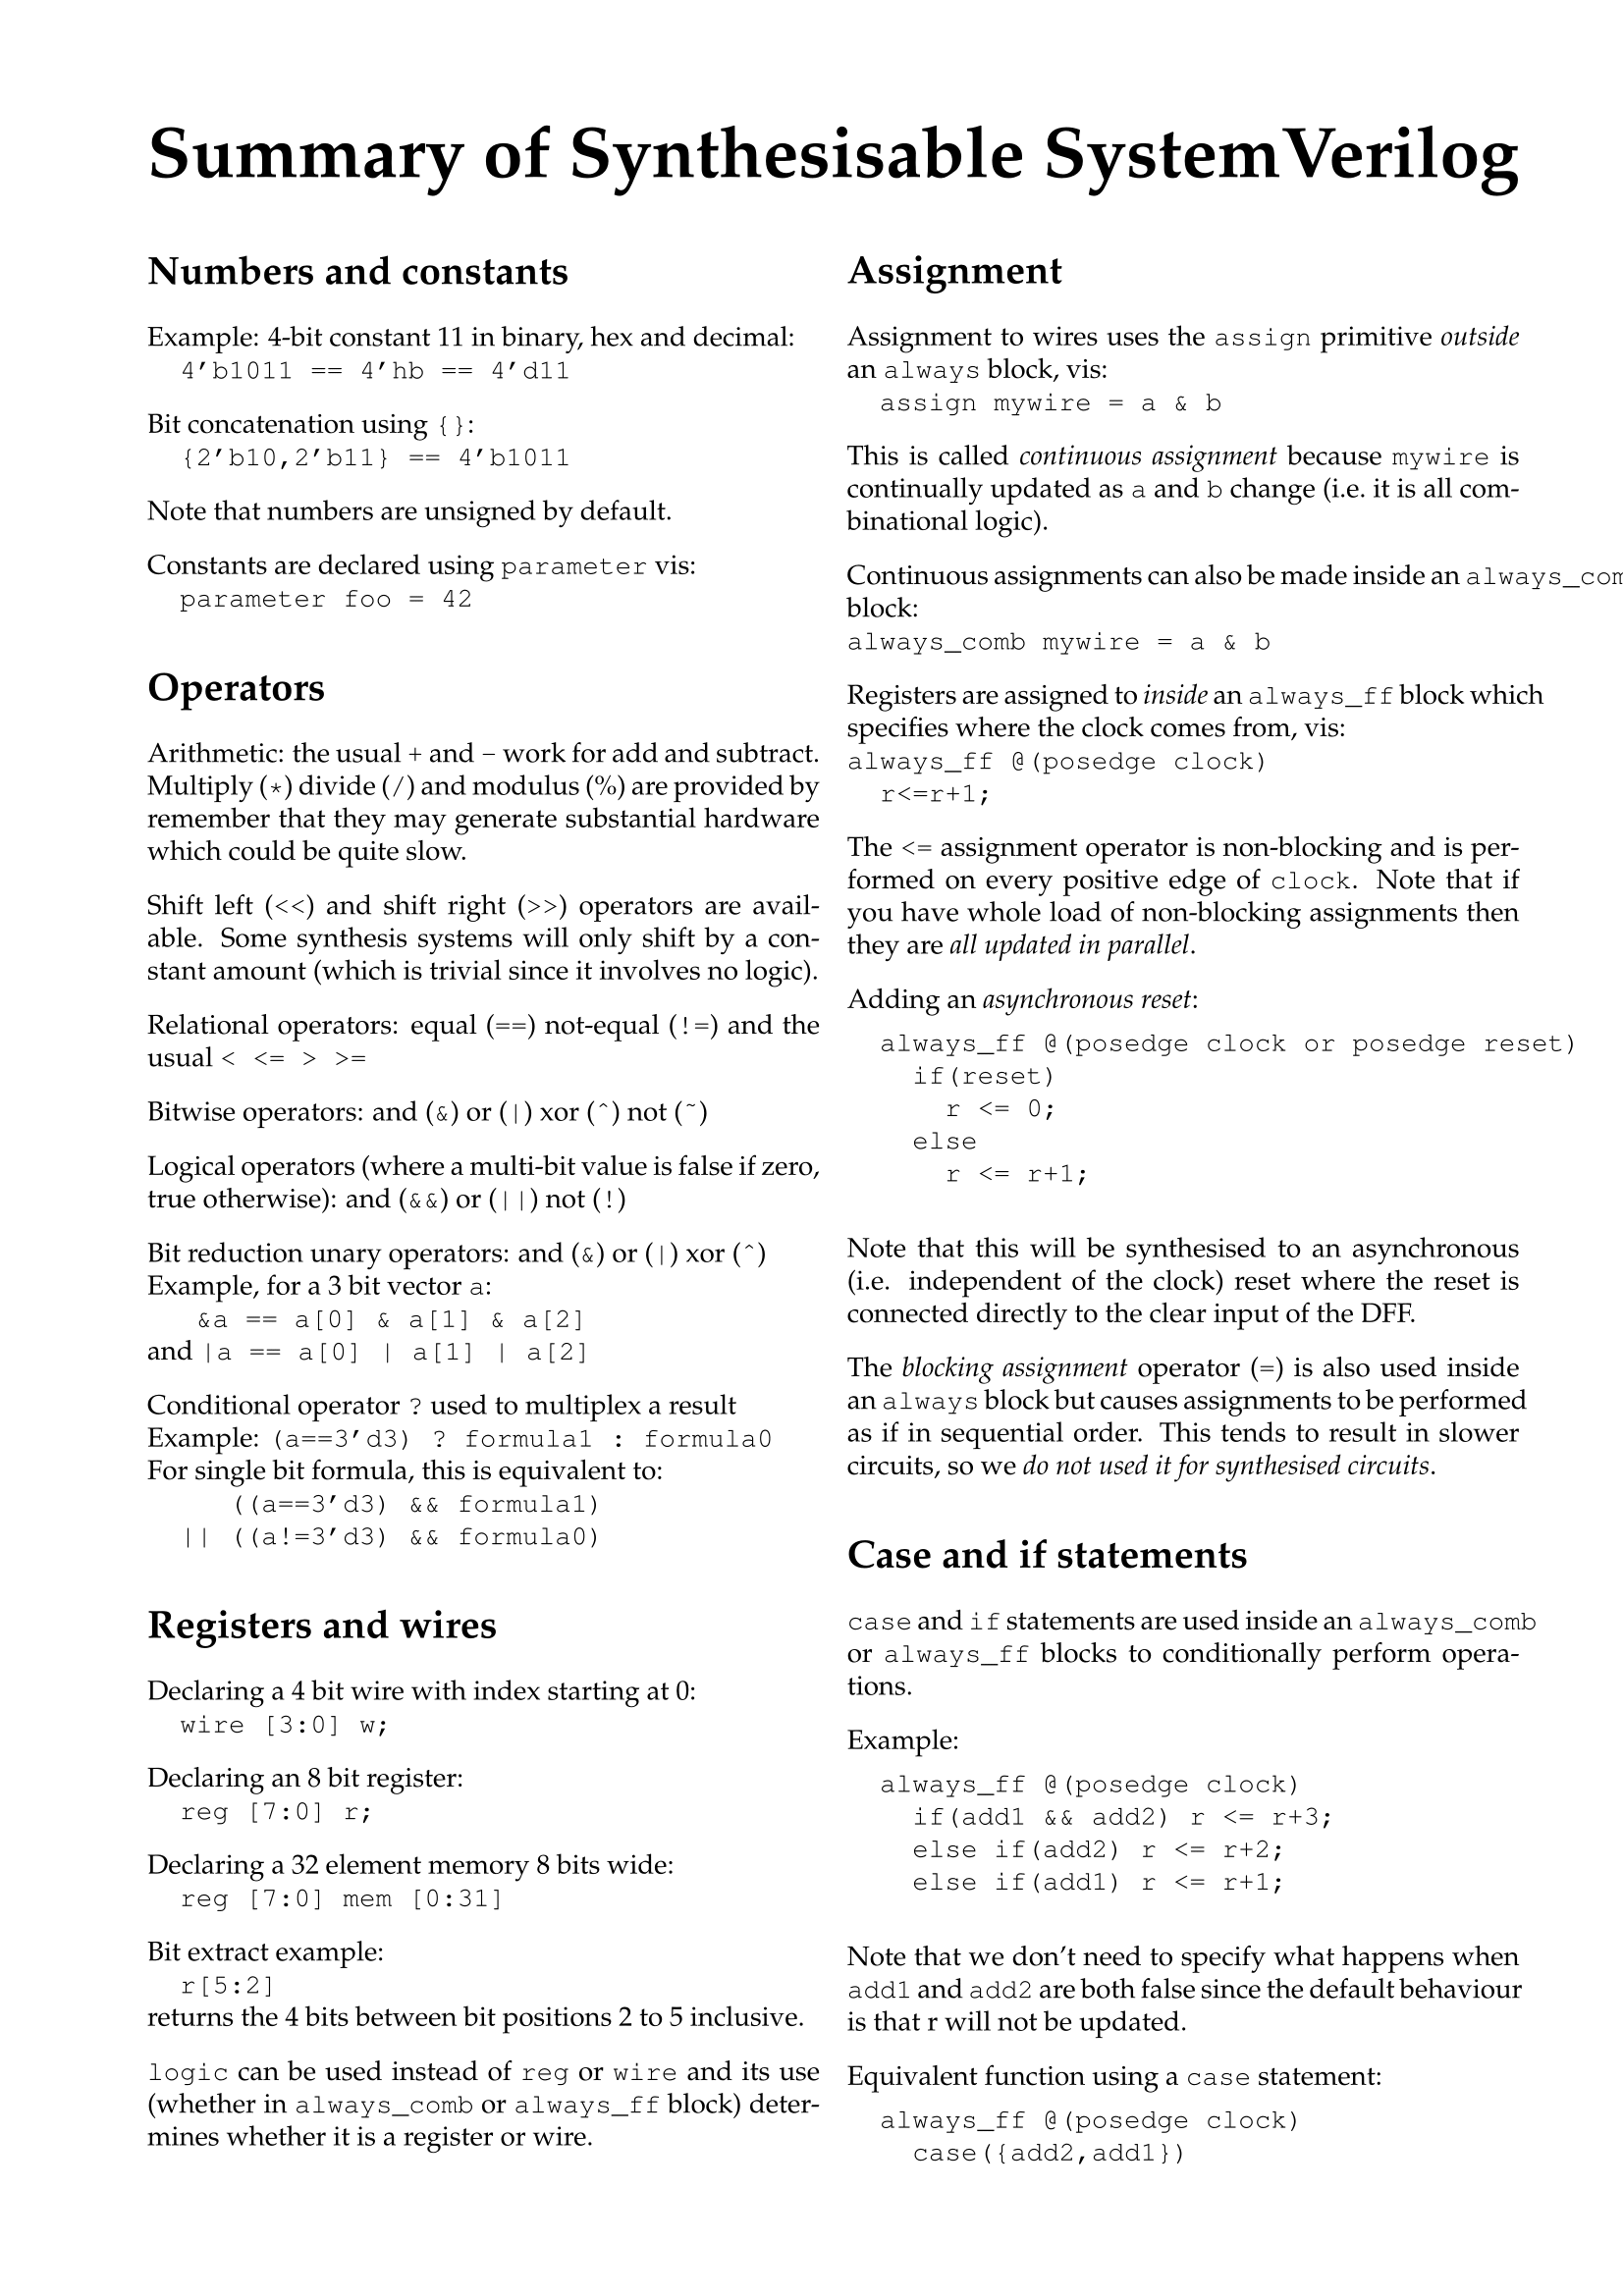 Summary of Synthesisable SystemVerilog
Numbers and constants
Example: 4-bit constant 11 in binary, hex and decimal:
4'b1011 == 4'hb == 4'd11
Bit concatenation using {}:
{2'b10,2'b11} == 4'b1011
Note that numbers are unsigned by default.
Constants are declared using parameter vis:
parameter foo = 42
Operators
Arithmetic: the usual + and − work for add and subtract.
Multiply (*) divide (/) and modulus (%) are provided by
remember that they may generate substantial hardware
which could be quite slow.
Shift left (<<) and shift right (>>) operators are avail-
able. Some synthesis systems will only shift by a con-
stant amount (which is trivial since it involves no logic).
Relational operators: equal (==) not-equal (!=) and the
usual < <= > >=
Bitwise operators: and (&) or (|) xor (^) not (~)
Logical operators (where a multi-bit value is false if zero,
true otherwise): and (&&) or (||) not (!)
Bit reduction unary operators: and (&) or (|) xor (^)
Example, for a 3 bit vector a:
&a == a[0] & a[1] & a[2]
and |a == a[0] | a[1] | a[2]
Conditional operator ? used to multiplex a result
Example: (a==3'd3) ? formula1 : formula0
For single bit formula, this is equivalent to:
((a==3'd3) && formula1)
|| ((a!=3'd3) && formula0)
Registers and wires
Declaring a 4 bit wire with index starting at 0:
wire [3:0] w;
Declaring an 8 bit register:
reg [7:0] r;
Declaring a 32 element memory 8 bits wide:
reg [7:0] mem [0:31]
Bit extract example:
r[5:2]
returns the 4 bits between bit positions 2 to 5 inclusive.
logic can be used instead of reg or wire and its use
(whether in always_comb or always_ff block) deter-
mines whether it is a register or wire.
Assignment
Assignment to wires uses the assign primitive outside
an always block, vis:
assign mywire = a & b
This is called continuous assignment because mywire is
continually updated as a and b change (i.e. it is all com-
binational logic).
Continuous assignments can also be made inside an always_com
block:
always_comb mywire = a & b
Registers are assigned to inside an always_ff block which
specifies where the clock comes from, vis:
always_ff @(posedge clock)
r<=r+1;
The <= assignment operator is non-blocking and is per-
formed on every positive edge of clock. Note that if
you have whole load of non-blocking assignments then
they are all updated in parallel.
Adding an asynchronous reset:
always_ff @(posedge clock or posedge reset)
if(reset)
r <= 0;
else
r <= r+1;
Note that this will be synthesised to an asynchronous
(i.e. independent of the clock) reset where the reset is
connected directly to the clear input of the DFF.
The blocking assignment operator (=) is also used inside
an always block but causes assignments to be performed
as if in sequential order. This tends to result in slower
circuits, so we do not used it for synthesised circuits.
Case and if statements
case and if statements are used inside an always_comb
or always_ff blocks to conditionally perform opera-
tions.
Example:
always_ff @(posedge clock)
if(add1 && add2) r <= r+3;
else if(add2) r <= r+2;
else if(add1) r <= r+1;
Note that we don't need to specify what happens when
add1 and add2 are both false since the default behaviour
is that r will not be updated.
Equivalent function using a case statement:
always_ff @(posedge clock)
case({add2,add1})